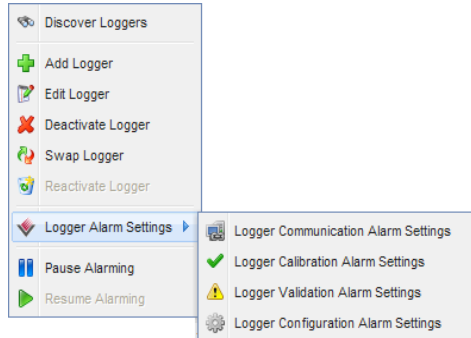 Discover Loggers
Add Logger
Edit Logger
Deactivate Logger
Swap Logger
Reactivate Logger
Logger Alarm Settings
Pause Alarming
Resume Alarming
Logger Communication Alarm Settings
Logger Calibration Alarm Settings
Logger Validation Alarm Settings
Logger Configuration Alarm Settings